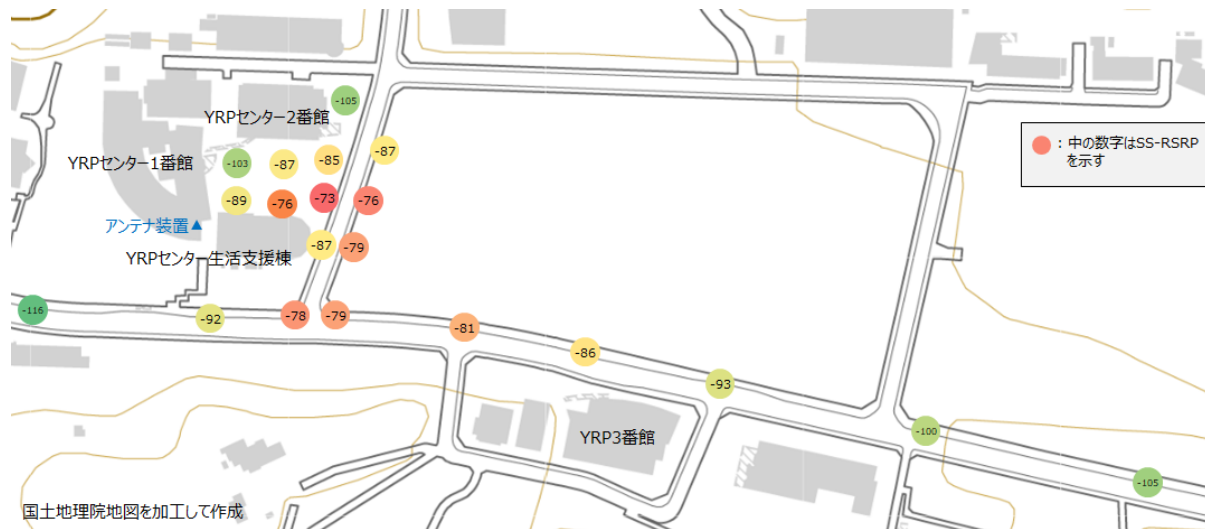 -105
YRPセンター2番館
：中の数字はSS-RSRP
を示す
YRPセンター1番館
-103
-87
-85
-87
-89
-76
-73
-76
アンテナ装置▲
-87
-79
YRPセンター生活支援棟
-116
-92
-78
-79
-81
-86
-93
-100
YRP3番館
-105
国土地理院地図を加工して作成